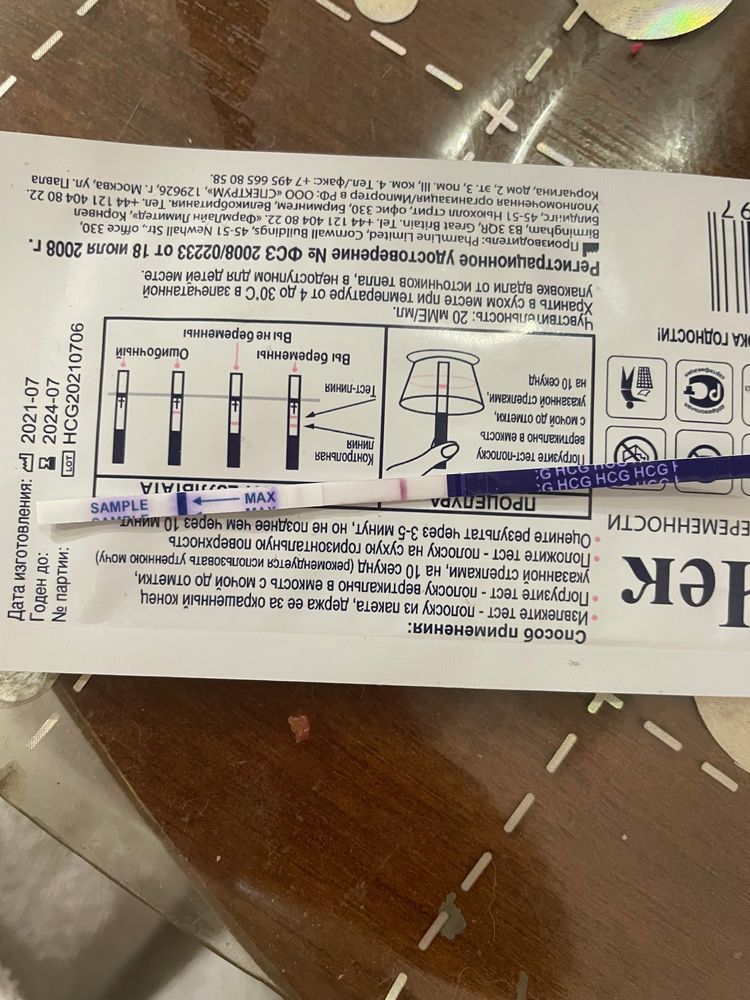 Чек
БЕРЕМЕННОСТИ
ПРОЦЕДУРА
Способ применения:
• Извлеките тест - полоску из пакета, держа ее за окрашенный конец
• Погрузите тест - полоску вертикально в емкость с мочой до отметки,
указанной стрелками, на 10 секунд (рекомендуется использовать утреннюю мочу)
• Положите тест - полоску на сухую горизонтальную поверхность
• Оцените результат через 3-5 минут, но не позднее чем через 10 минут
SAMPLE
MAX
HCG HCG HCG
G HCG HCG HCG
Погрузите тест-полоску
вертикально в емкость
с мочой до отметки,
указанной стрелками,
на 10 секунд
Контрольная
линия
Тест-линия
Вы беременны
Вы не беременны
Ошибочный
Чувствительность: 20 мМЕ/мл.
Хранить в сухом месте при температуре от 4 до 30°С в запечатанной
упаковке вдали от источников тепла, в недоступном для детей месте.
Регистрационное удостоверение № ФСЗ 2008/02233 от 18 июля 2008 г.
Производитель: Pharmline Limited, Cornwall Buildings, 45-51 Newhall Str., office 330,
Birmingham, B3 3QR, Great Britain. Tel. +44 121 404 80 22. «ФармЛайн Лимитед», Корнвел
Билдингс, 45-51 Ньюхолл стрит, офис 330, Бирмингем, Великобритания. Тел. +44 121 404 80 22.
Уполномоченная организация/Импортер в РФ: ООО «СПЕКТРУМ», 129626, г. Москва, ул. Павла
Корчагина, дом 2, эт. 3, пом. III, ком. 4. Тел./факс: +7 495 665 80 58.
Дата изготовления: 2021-07
Годен до: 2024-07
№ партии: LOT HCG20210706
ГОДНОСТИ!
РС
97